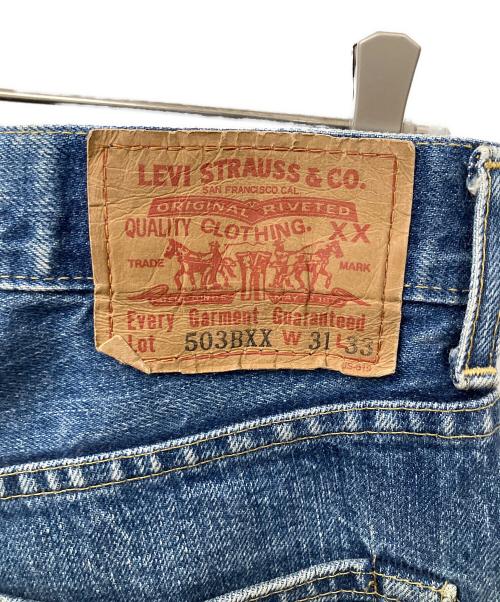 LEVI STRAUSS & CO.
SAN FRANCISCO CAL
ORIGINAL RIVETED
QUALITY CLOTHING. XX
TRADE MARK
Every Garment Guaranteed
Lot 503BXX W 31 L 33